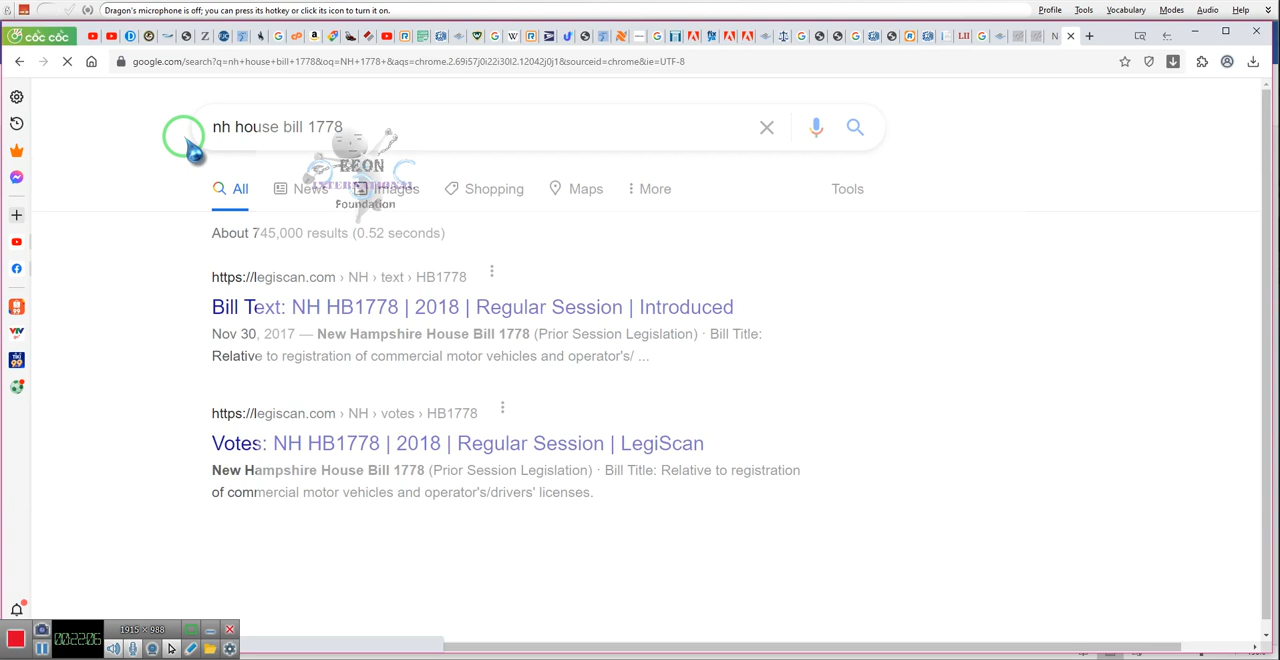 Dragon's microphone is off; you can press its hotkey or click its icon to turn it on.
Profile Tools Vocabulary Modes Audio Help
cốc cốc
google.com/search?q=nh+house+bill+1778&oq=NH+1778+&aqs=chrome.2.69i57j0i22i30l2.12042j0j1&sourceid=chrome&ie=UTF-8
nh house bill 1778
EEON
INTERNATIONAL
Foundation
All News Images Shopping Maps More Tools
About 745,000 results (0.52 seconds)
https://legiscan.com › NH › text › HB1778
Bill Text: NH HB1778 | 2018 | Regular Session | Introduced
Nov 30, 2017 — New Hampshire House Bill 1778 (Prior Session Legislation) · Bill Title:
Relative to registration of commercial motor vehicles and operator's/ ...
https://legiscan.com › NH › votes › HB1778
Votes: NH HB1778 | 2018 | Regular Session | LegiScan
New Hampshire House Bill 1778 (Prior Session Legislation) · Bill Title: Relative to registration
of commercial motor vehicles and operator's/drivers' licenses.
00:22:06
1915 × 988